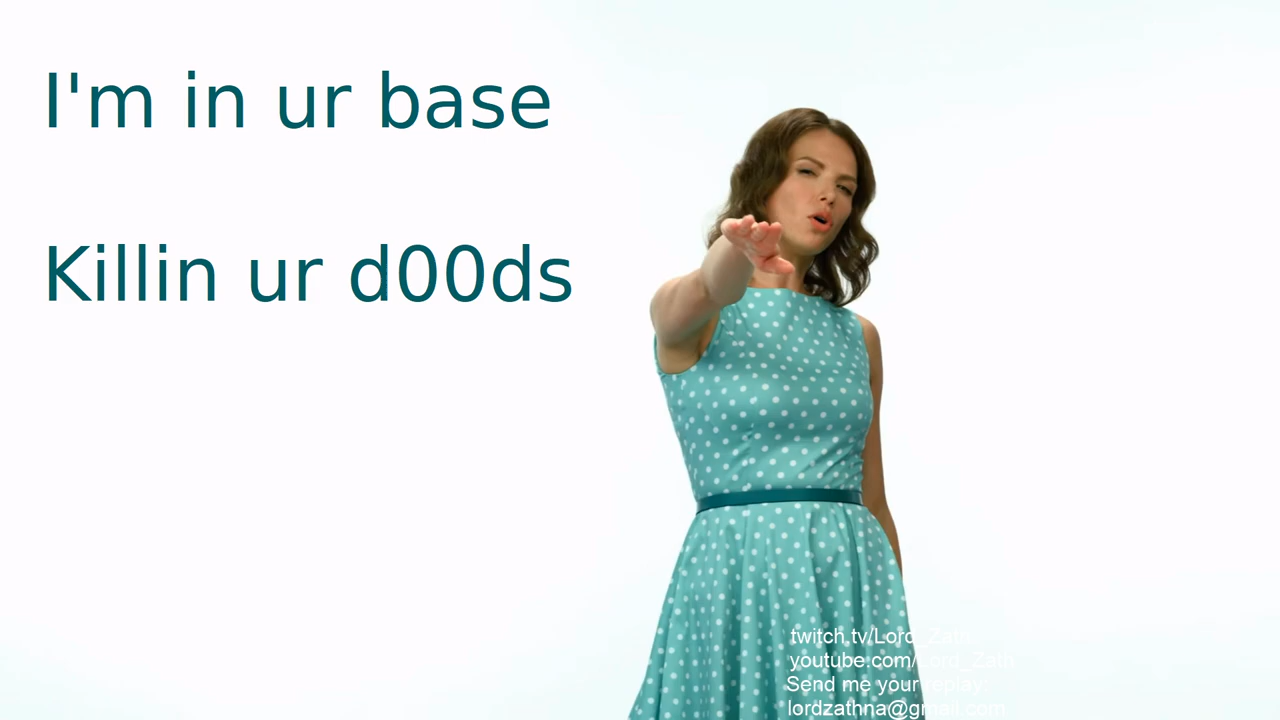 I'm in ur base
Killin ur d00ds
twitch.tv/Lord_Zath
youtube.com/Lord_Zath
Send me your replay:
lordzathna@gmail.com